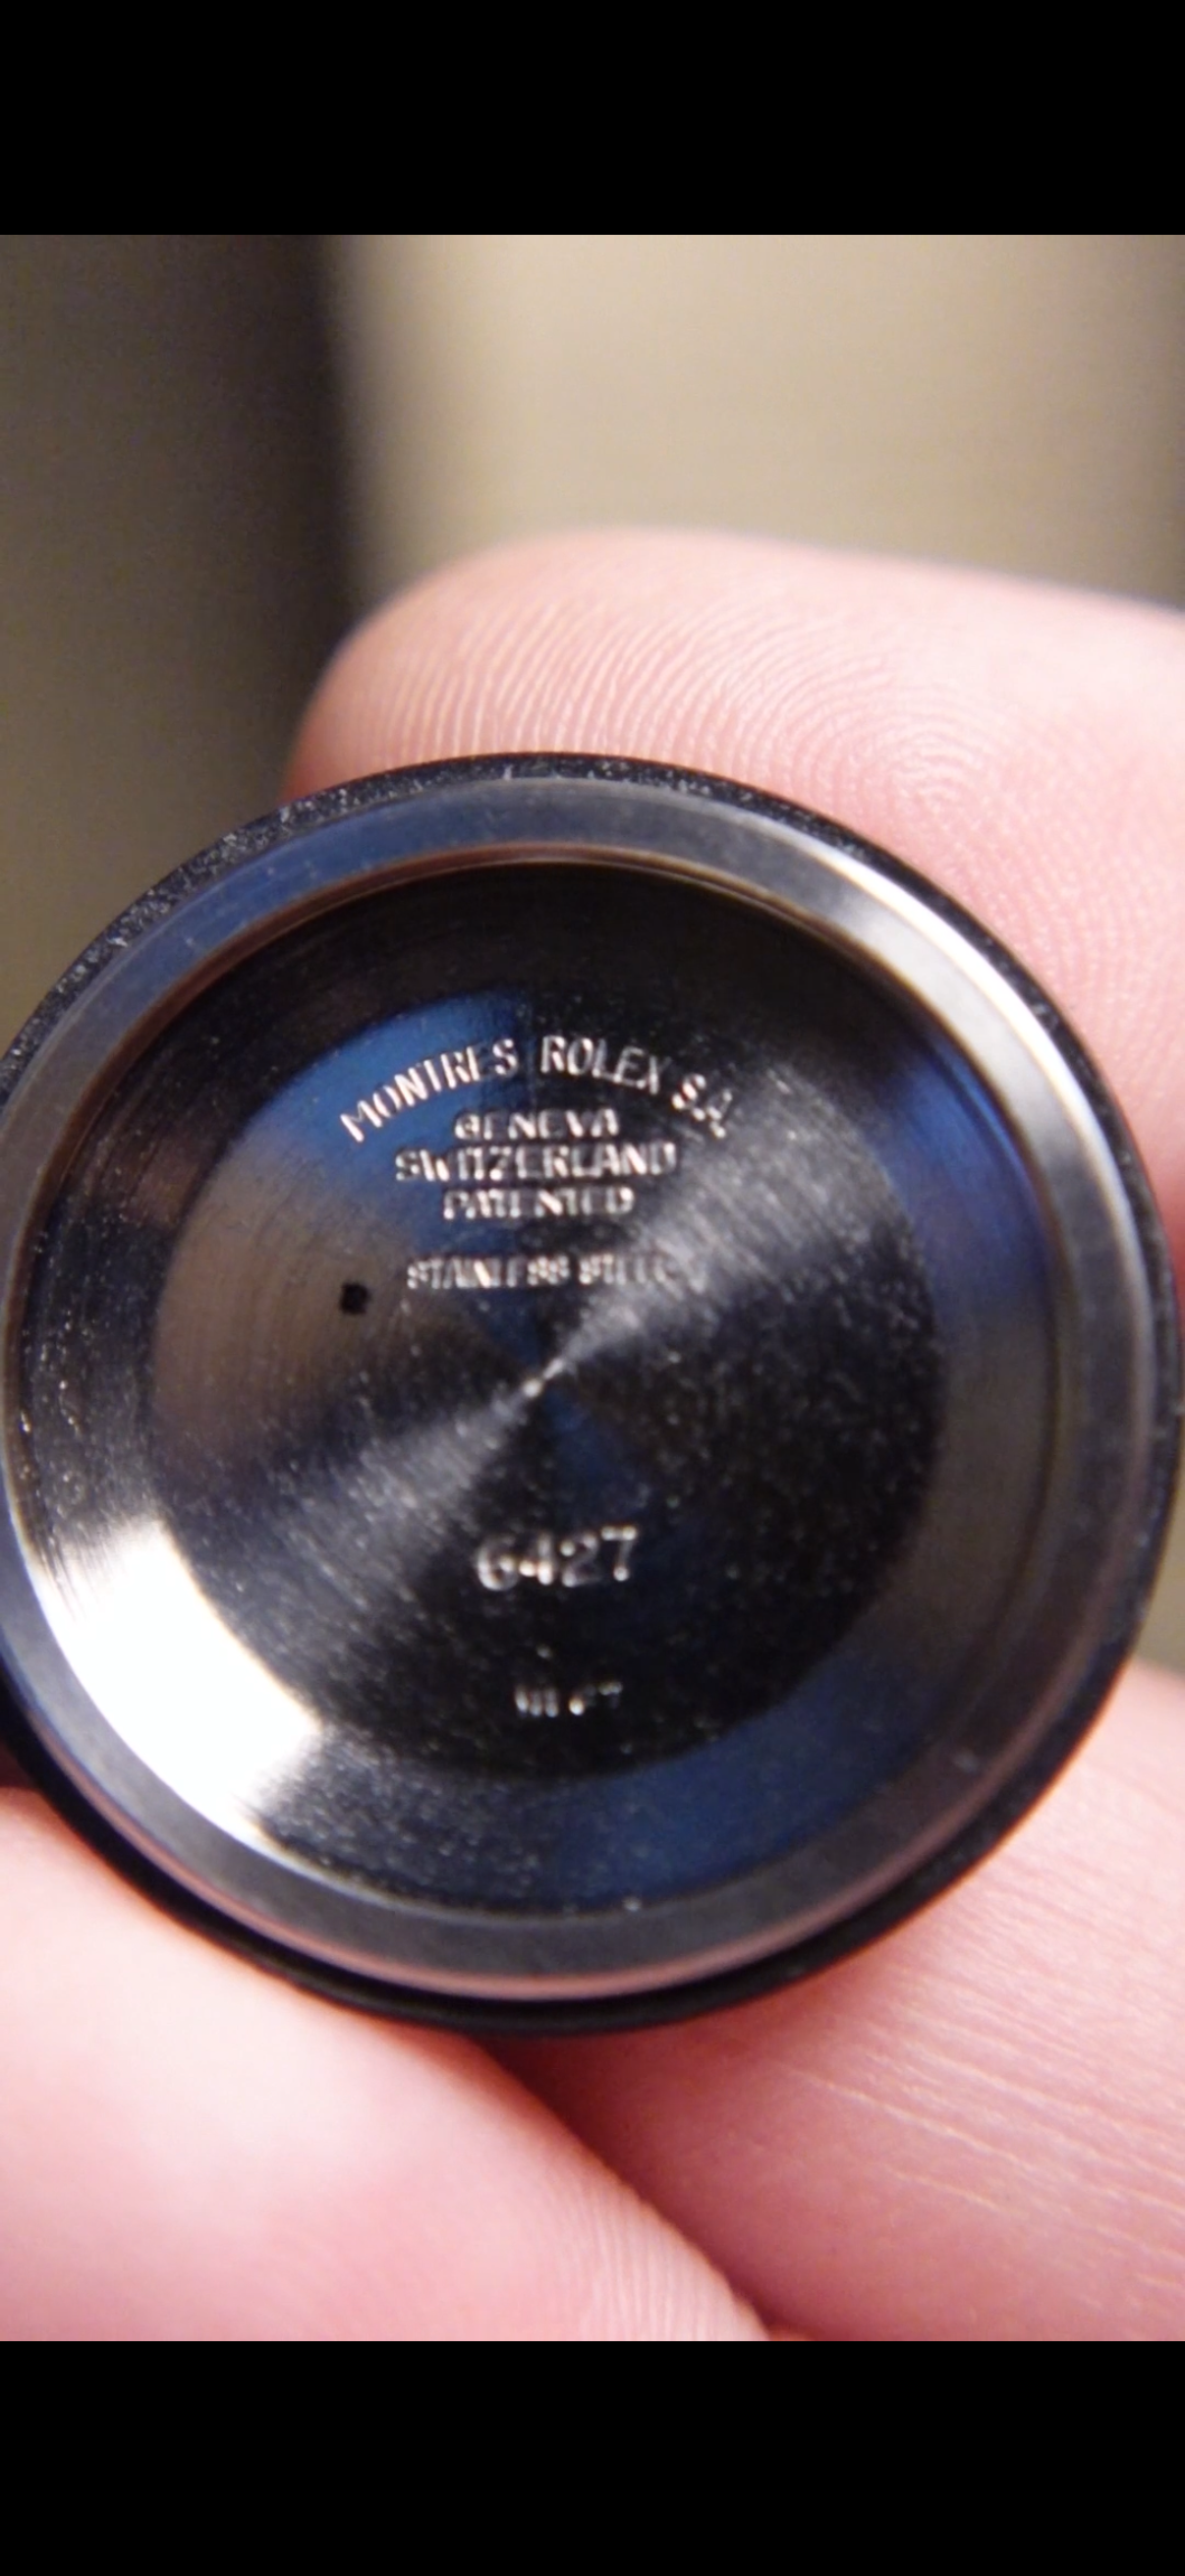 MONTRES ROLEX S.A.
GENEVA
SWITZERLAND
PATENTED
STAINLESS STEEL
6427